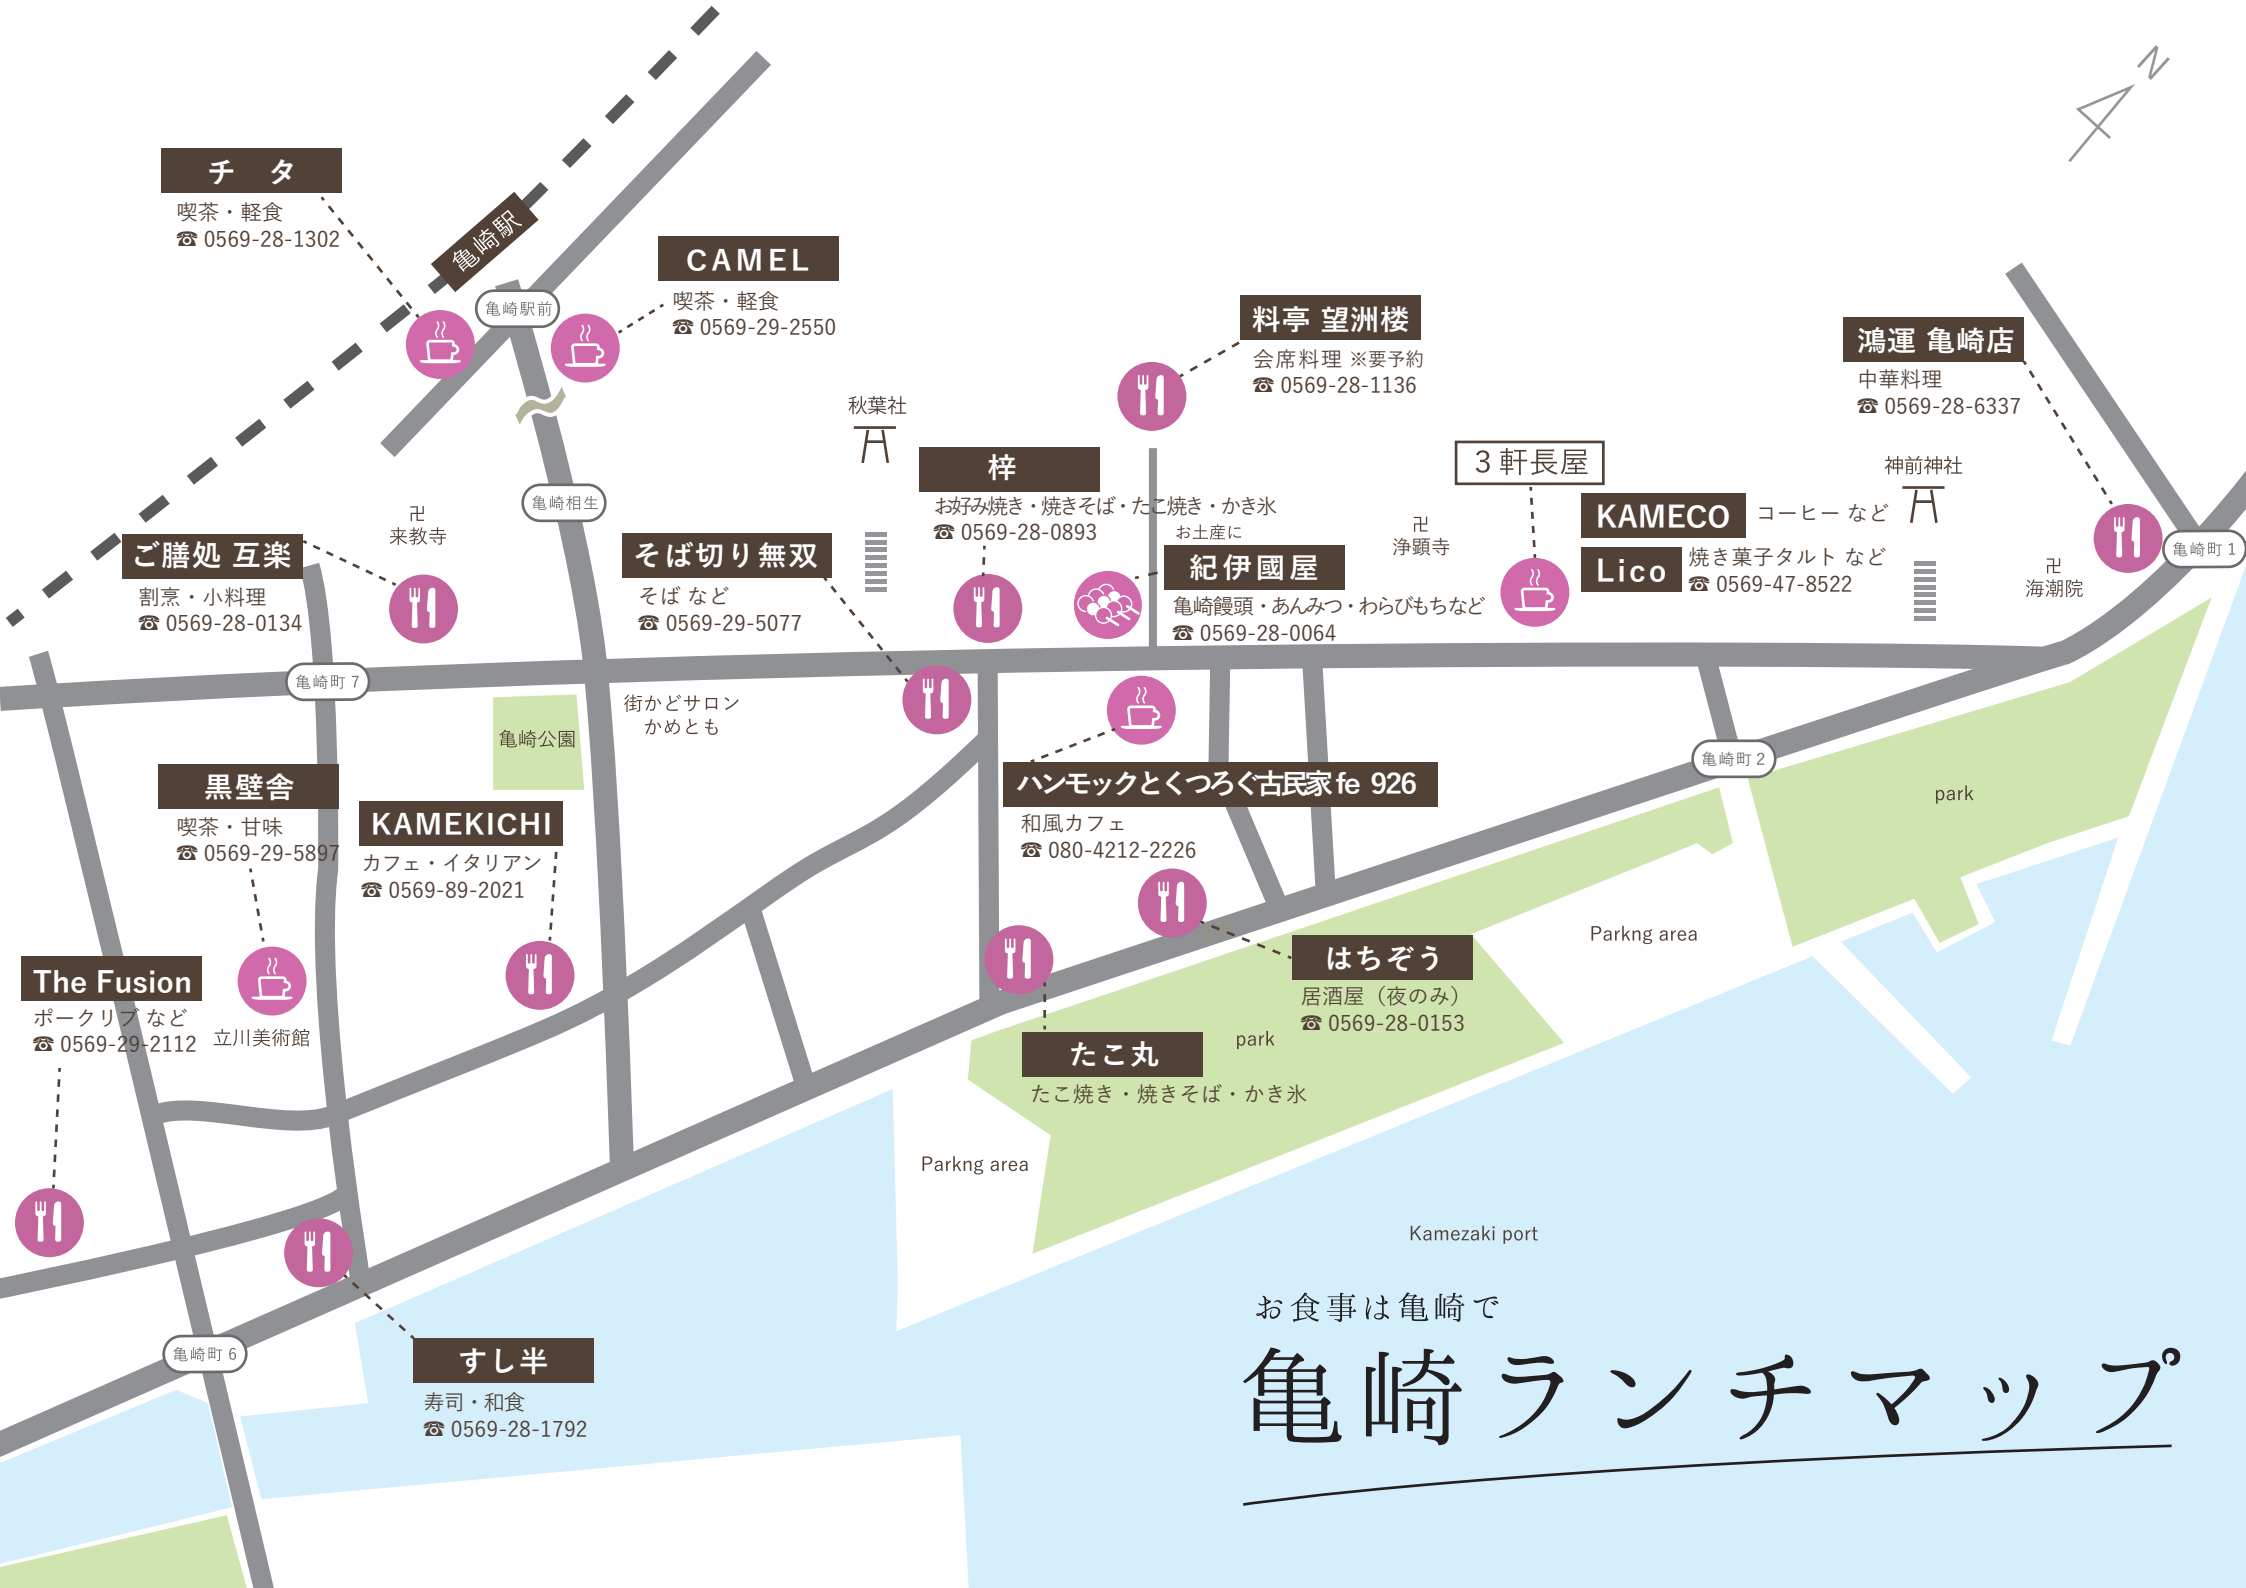 N
チ タ
喫茶・軽食
☎ 0569-28-1302
亀崎駅
亀崎駅前
CAMEL
喫茶・軽食
☎ 0569-29-2550
料亭 望洲楼
会席料理 ※要予約
☎ 0569-28-1136
鴻運 亀崎店
中華料理
☎ 0569-28-6337
秋葉社
梓
お好み焼き・焼きそば・たこ焼き・かき氷
☎ 0569-28-0893
3 軒長屋
KAMECO コーヒー など
Lico 焼き菓子タルト など
☎ 0569-47-8522
神前神社
卍
海潮院
亀崎町 1
卍
来教寺
亀崎相生
ご膳処 互楽
割烹・小料理
☎ 0569-28-0134
そば切り無双
そば など
☎ 0569-29-5077
お土産に
紀伊國屋
亀崎饅頭・あんみつ・わらびもちなど
☎ 0569-28-0064
卍
浄顕寺
亀崎町 7
亀崎公園
街かどサロン
かめとも
亀崎町 2
黒壁舎
喫茶・甘味
☎ 0569-29-5897
KAMEKICHI
カフェ・イタリアン
☎ 0569-89-2021
ハンモックとくつろぐ古民家 fe 926
和風カフェ
☎ 080-4212-2226
park
Parkng area
The Fusion
ポークリブ など
☎ 0569-29-2112
立川美術館
はちぞう
居酒屋（夜のみ）
☎ 0569-28-0153
park
たこ丸
たこ焼き・焼きそば・かき氷
Parkng area
Kamezaki port
亀崎町 6
すし半
寿司・和食
☎ 0569-28-1792
お食事は亀崎で
亀崎ランチマップ